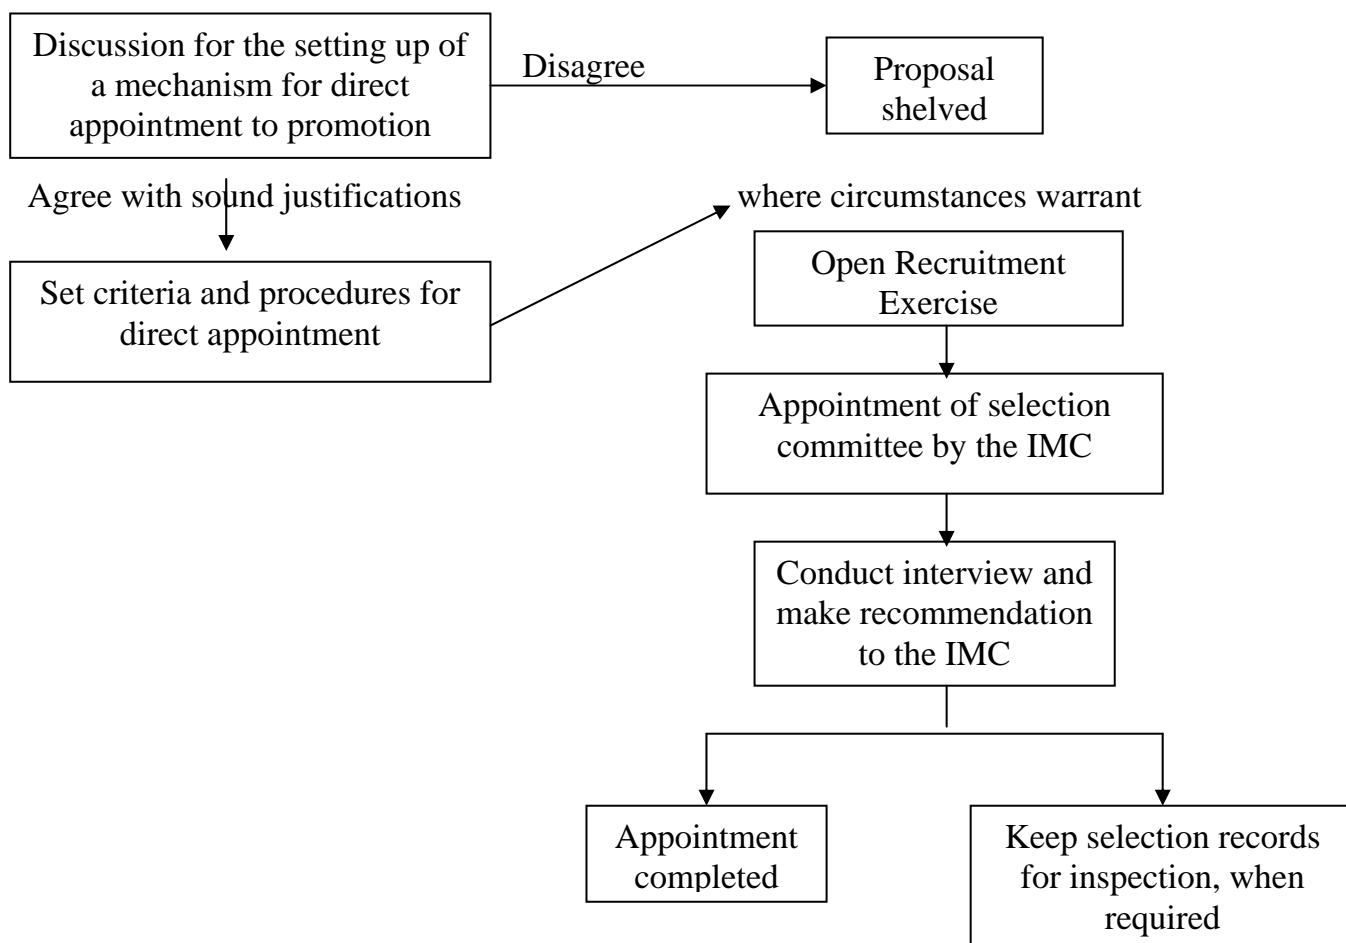 Discussion for the setting up of
a mechanism for direct
appointment to promotion
Disagree
Proposal
shelved
Agree with sound justifications
where circumstances warrant
Set criteria and procedures for
direct appointment
Open Recruitment
Exercise
Appointment of selection
committee by the IMC
Conduct interview and
make recommendation
to the IMC
Appointment
completed
Keep selection records
for inspection, when
required